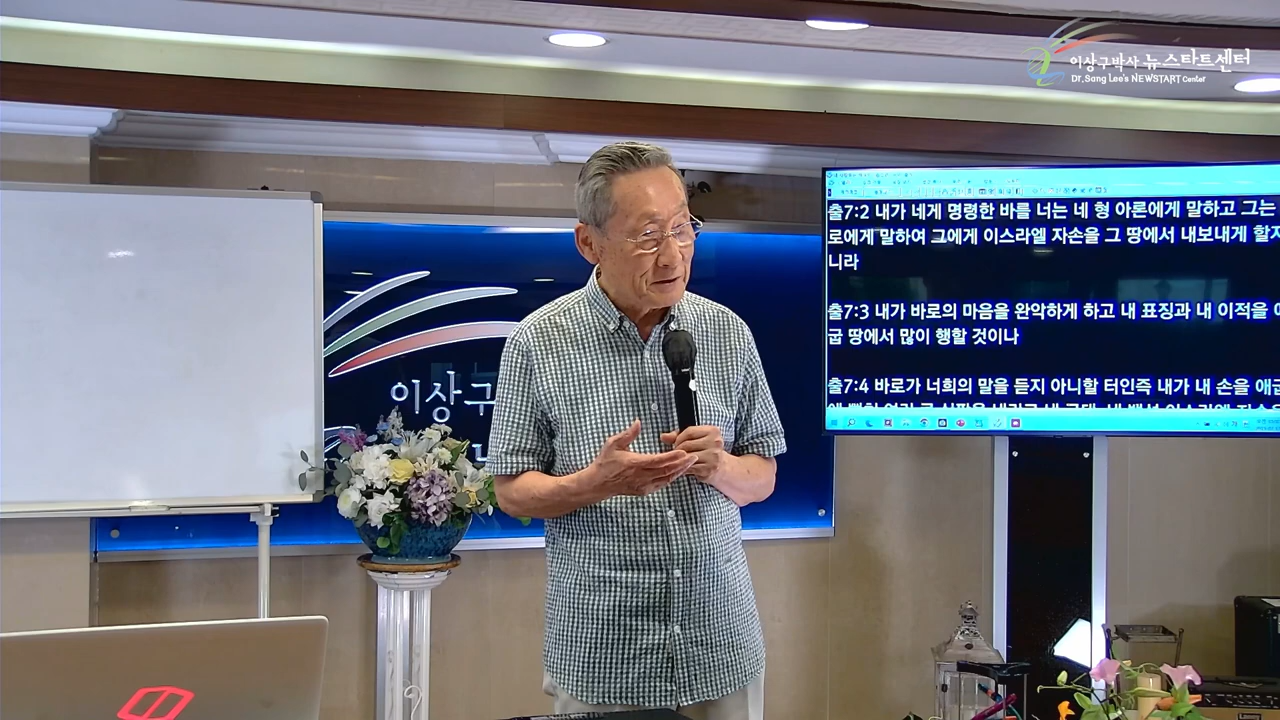 이상구박사 뉴스타트센터
Dr. Sang Lee's NEWSTART Center
출7:2 내가 네게 명령한 바를 너는 네 형 아론에게 말하고 그는
로에게 말하여 그에게 이스라엘 자손을 그 땅에서 내보내게 할지
니라
출7:3 내가 바로의 마음을 완악하게 하고 내 표징과 내 이적을
굽 땅에서 많이 행할 것이나
출7:4 바로가 너희의 말을 듣지 아니할 터인즉 내가 내 손을 애굽
이상구